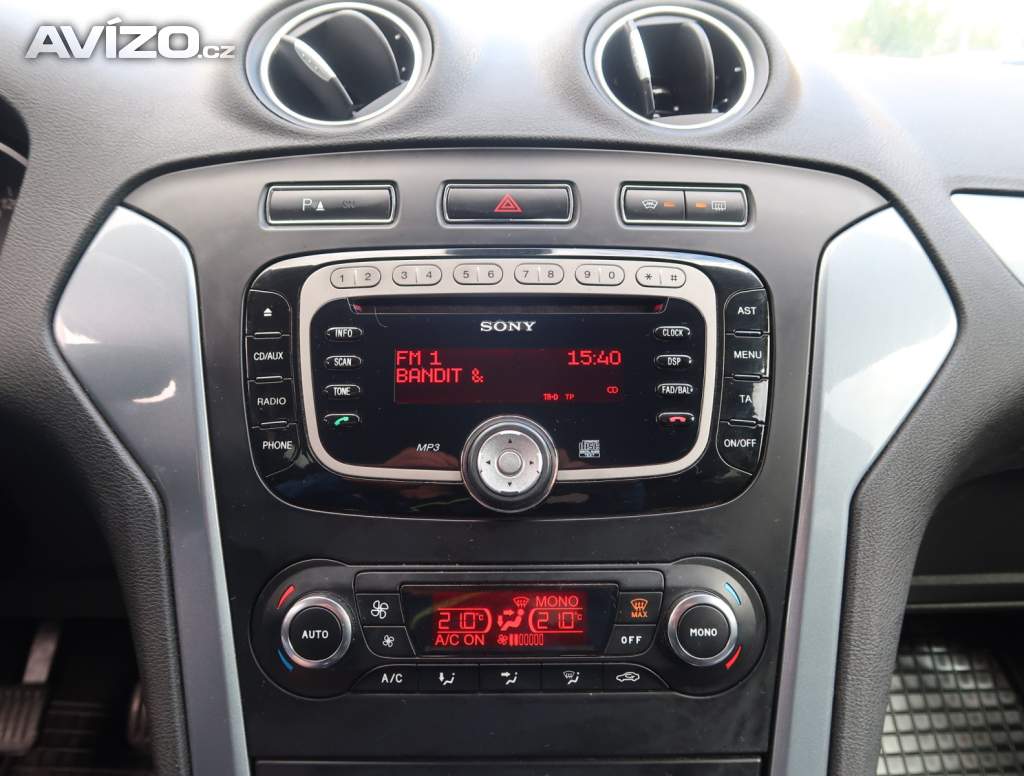 AVÍZO.cz
P
1 2 3 4 5 6 7 8 9 0 * #
SONY
INFO
CLOCK
AST
CD/AUX
SCAN
FM 1 15:40
DSP
MENU
BANDIT &
RADIO
TONE
TA-D TP CD
FAD/BAL
TA
PHONE
MP3
ON/OFF
AUTO
21.0°C MONO 21.0°C
A/C ON
MAX
OFF
MONO
A/C